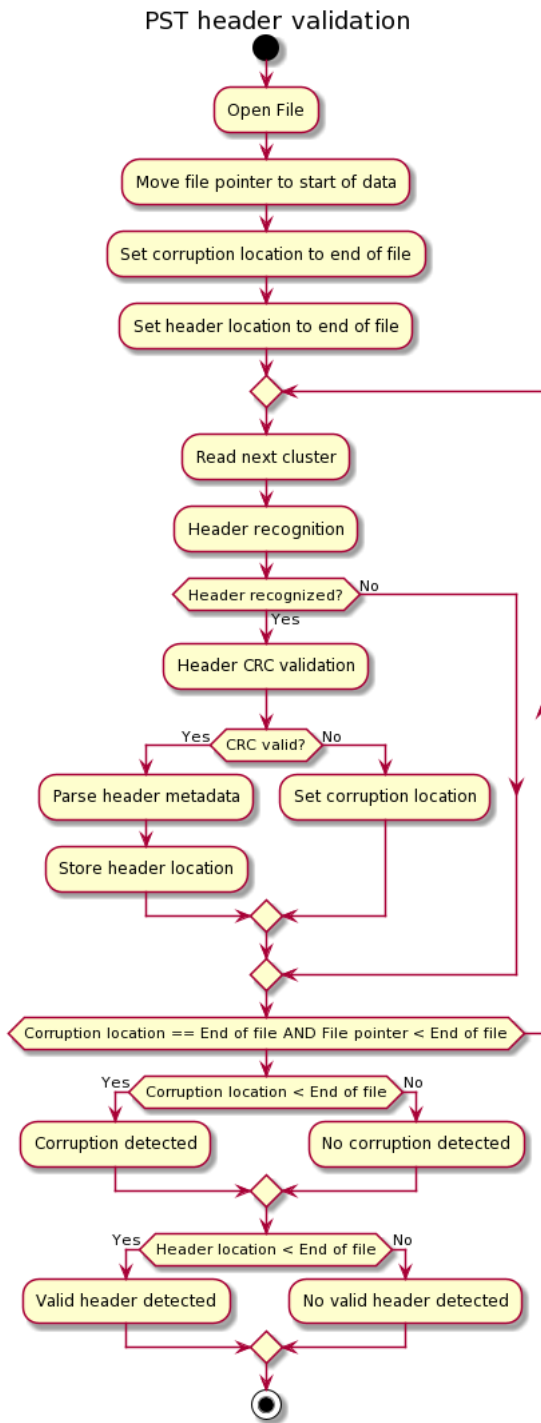 PST header validation
Open File
Move file pointer to start of data
Set corruption location to end of file
Set header location to end of file
Read next cluster
Header recognition
Header recognized?
No
Yes
Header CRC validation
Yes
CRC valid?
No
Parse header metadata
Set corruption location
Store header location
Corruption location == End of file AND File pointer < End of file
Yes
Corruption location < End of file
No
Corruption detected
No corruption detected
Yes
Header location < End of file
No
Valid header detected
No valid header detected